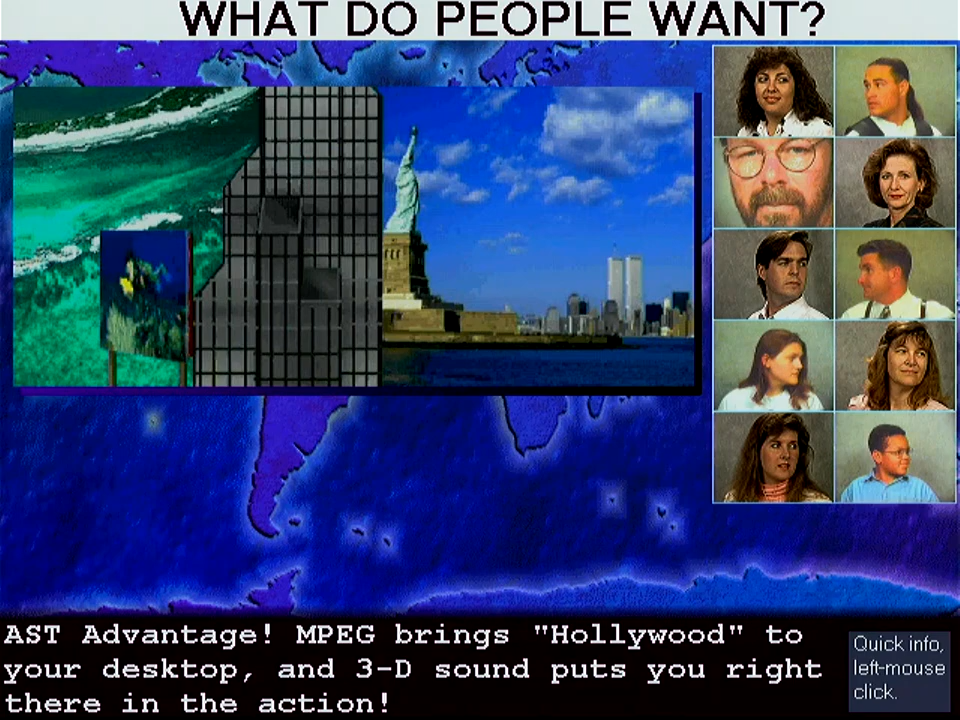 WHAT DO PEOPLE WANT?
AST Advantage! MPEG brings "Hollywood" to
your desktop, and 3-D sound puts you right
there in the action!
Quick info,
left-mouse
click.